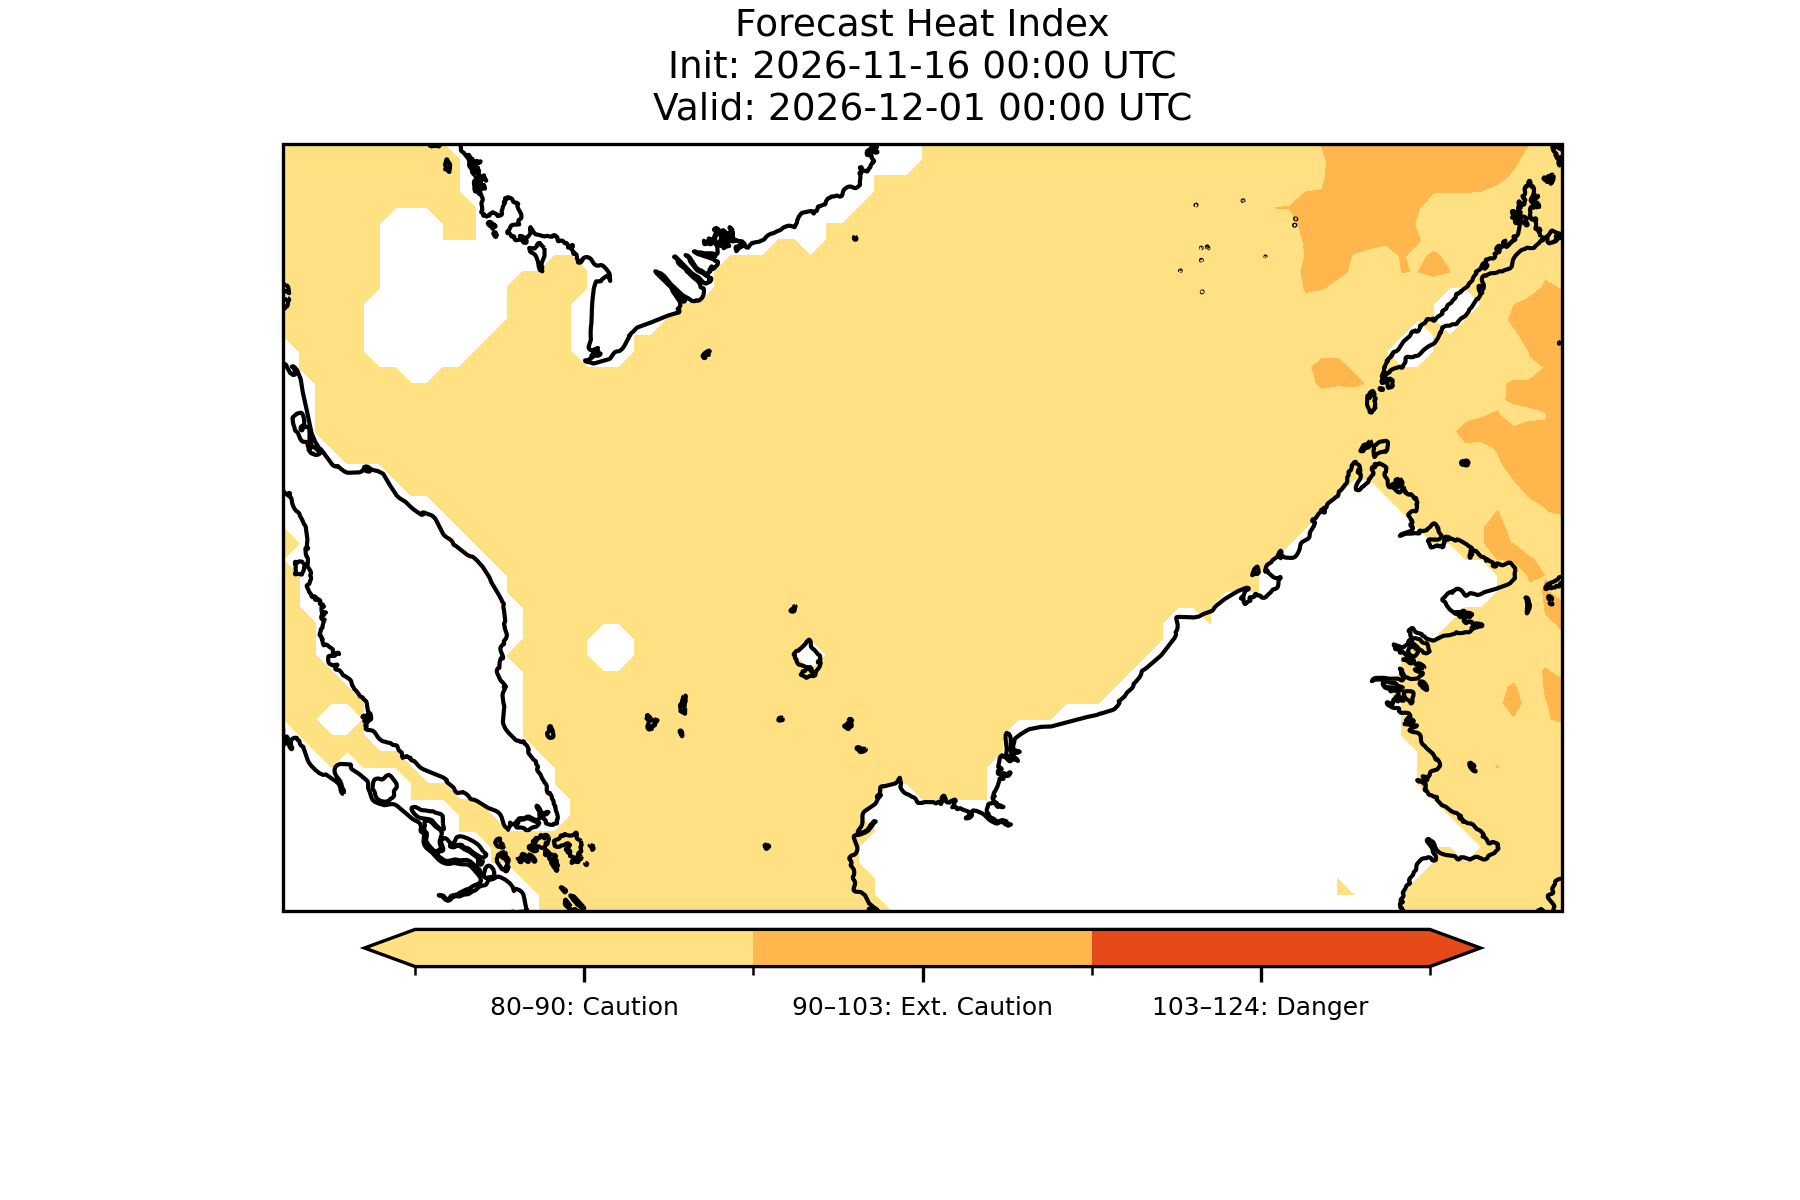 Forecast Heat Index
Init: 2026-11-16 00:00 UTC
Valid: 2026-12-01 00:00 UTC
80–90: Caution
90–103: Ext. Caution
103–124: Danger